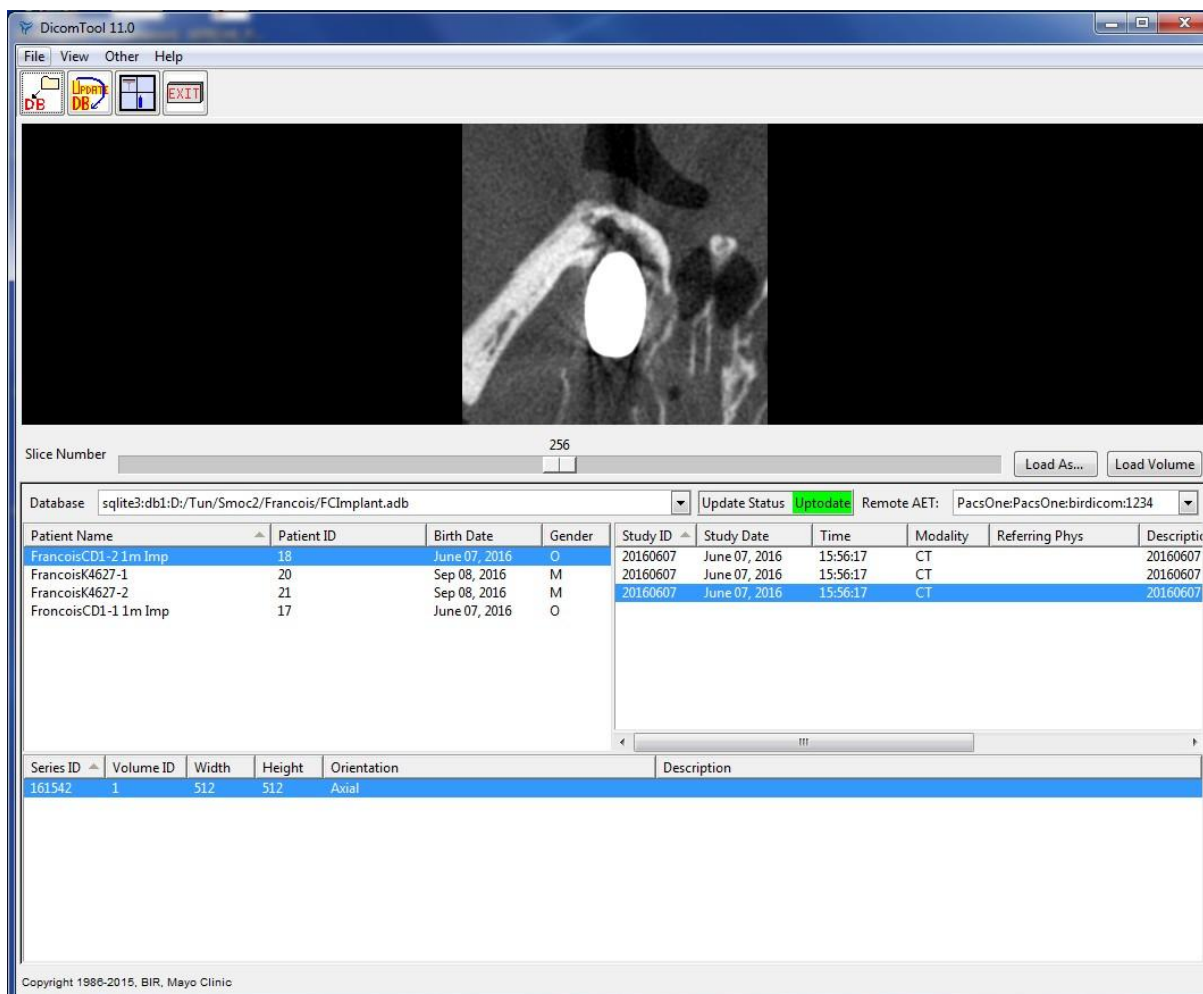 DicomTool 11.0
File View Other Help
DB UPDATE DB EXIT
256
Slice Number Load As... Load Volume
Database sqlite3:db1:D:/Tun/Smoc2/Francois/FCImplant.adb Update Status Uptodate Remote AET: PacsOne:PacsOne:birdicom:1234
Patient Name Patient ID Birth Date Gender Study ID Study Date Time Modality Referring Phys Descriptic
FrancoisCD1-2 1m Imp 18 June 07, 2016 O 20160607 June 07, 2016 15:56:17 CT 20160607
FrancoisK4627-1 20 Sep 08, 2016 M 20160607 June 07, 2016 15:56:17 CT 20160607
FrancoisK4627-2 21 Sep 08, 2016 M 20160607 June 07, 2016 15:56:17 CT 20160607
FroncoisCD1-1 1m Imp 17 June 07, 2016 O
Series ID Volume ID Width Height Orientation Description
161542 1 512 512 Axial
Copyright 1986-2015, BIR, Mayo Clinic